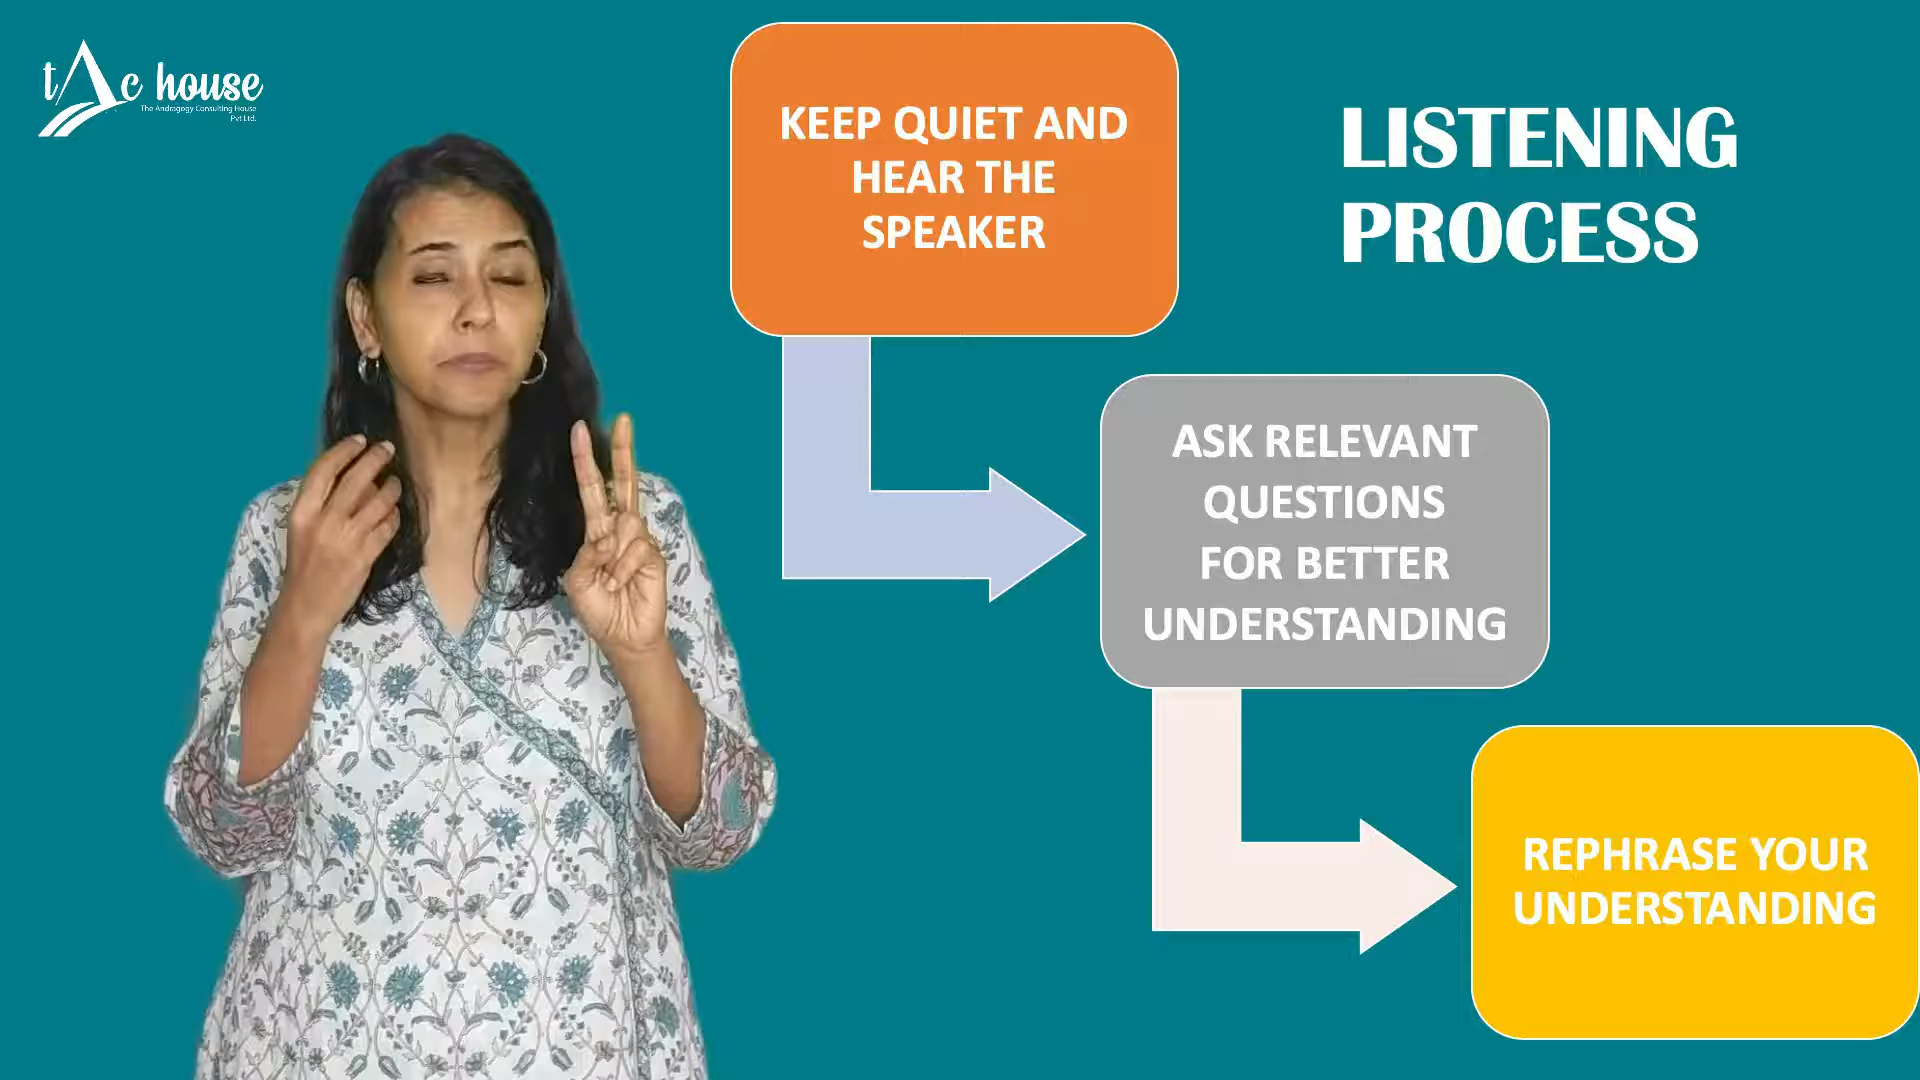 tAc house
The Andragogy Consulting House
Pvt Ltd.
KEEP QUIET AND
HEAR THE
SPEAKER
LISTENING
PROCESS
ASK RELEVANT
QUESTIONS
FOR BETTER
UNDERSTANDING
REPHRASE YOUR
UNDERSTANDING